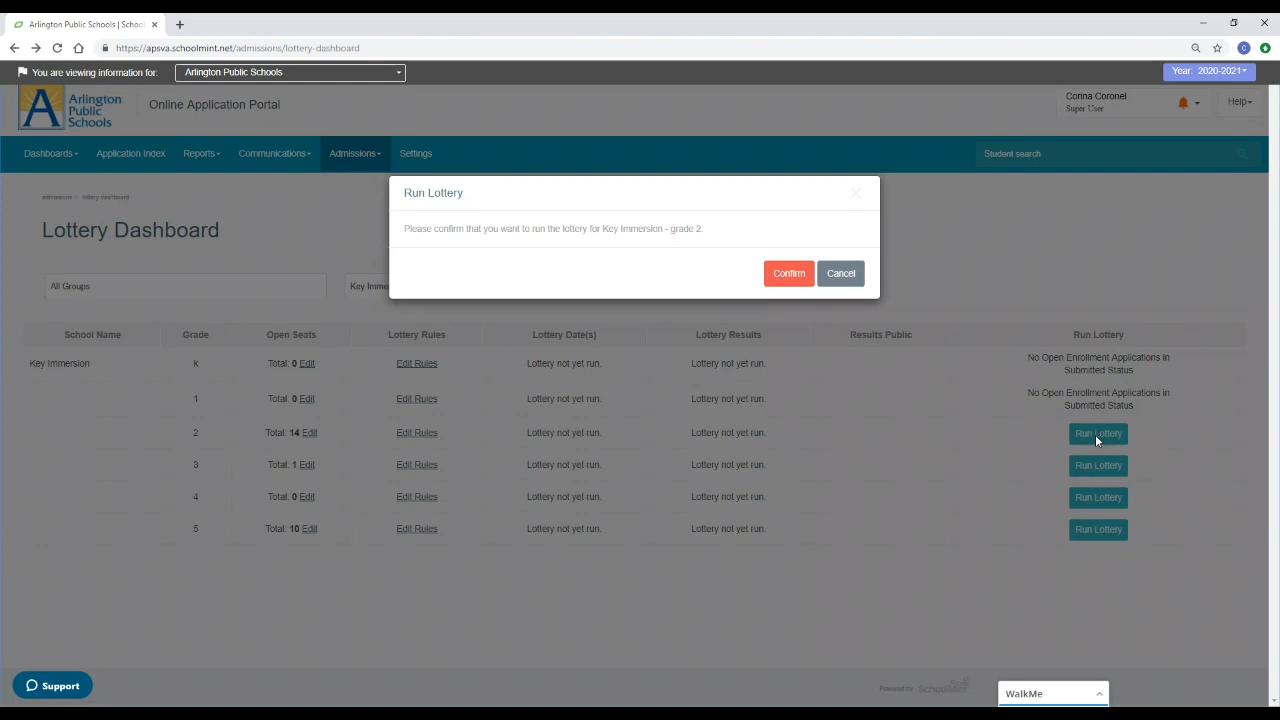 Arlington Public Schools | School
https://apsva.schoolmint.net/admissions/lottery-dashboard
You are viewing information for:
Arlington Public Schools
Year: 2020-2021
Arlington
Public
Schools
Online Application Portal
Corina Coronel
Super User
Help
Dashboards
Application Index
Reports
Communications
Admissions
Settings
Student search
admissions / lottery dashboard
Lottery Dashboard
Run Lottery
Please confirm that you want to run the lottery for Key Immersion - grade 2.
Confirm
Cancel
All Groups
Key Imme
School Name Grade Open Seats Lottery Rules Lottery Date(s) Lottery Results Results Public Run Lottery
Key Immersion k Total: 0 Edit Edit Rules Lottery not yet run. Lottery not yet run. No Open Enrollment Applications in
Submitted Status
1 Total: 0 Edit Edit Rules Lottery not yet run. Lottery not yet run. No Open Enrollment Applications in
Submitted Status
2 Total: 14 Edit Edit Rules Lottery not yet run. Lottery not yet run. Run Lottery
3 Total: 1 Edit Edit Rules Lottery not yet run. Lottery not yet run. Run Lottery
4 Total: 0 Edit Edit Rules Lottery not yet run. Lottery not yet run. Run Lottery
5 Total: 10 Edit Edit Rules Lottery not yet run. Lottery not yet run. Run Lottery
Support
Powered by SchoolMint
WalkMe